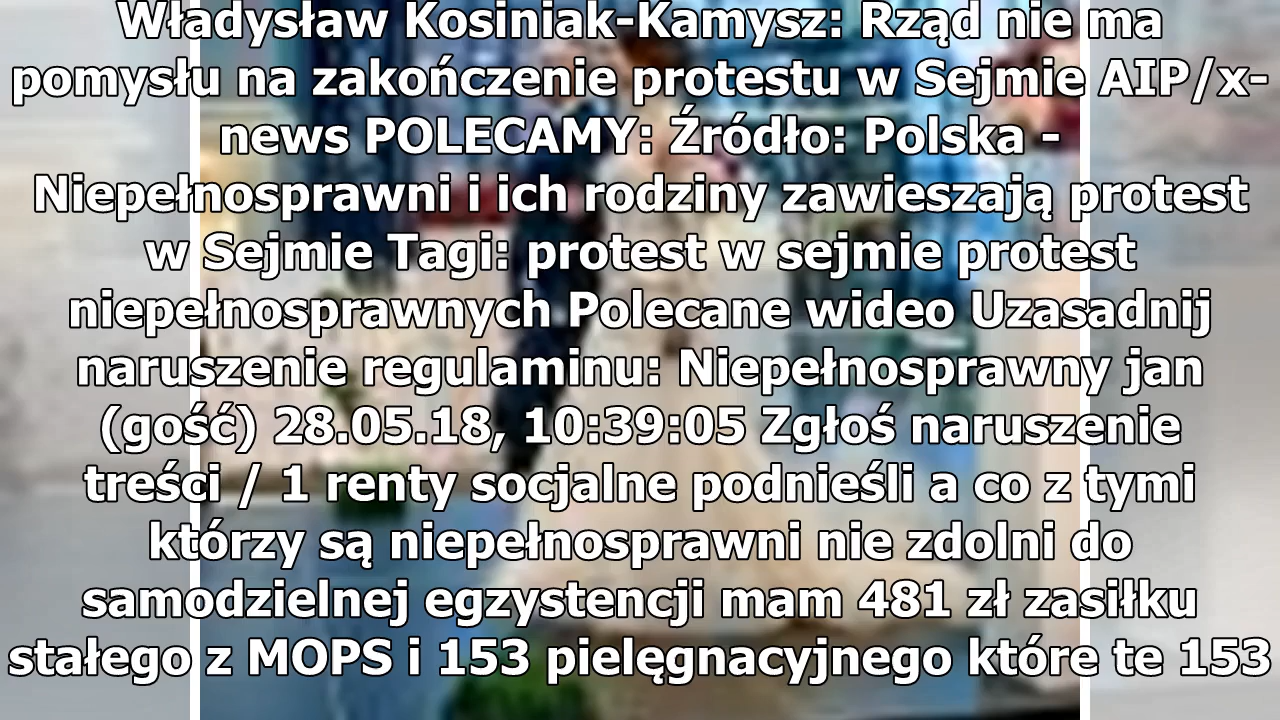 Władysław Kosiniak-Kamysz: Rząd nie ma
pomysłu na zakończenie protestu w Sejmie AIP/x-
news POLECAMY: Źródło: Polska -
Niepełnosprawni i ich rodziny zawieszają protest
w Sejmie Tagi: protest w sejmie protest
niepełnosprawnych Polecane wideo Uzasadnij
naruszenie regulaminu: Niepełnosprawny jan
(gość) 28.05.18, 10:39:05 Zgłoś naruszenie
treści / 1 renty socjalne podnieśli a co z tymi
którzy są niepełnosprawni nie zdolni do
samodzielnej egzystencji mam 481 zł zasiłku
stałego z MOPS i 153 pielęgnacyjnego które te 153